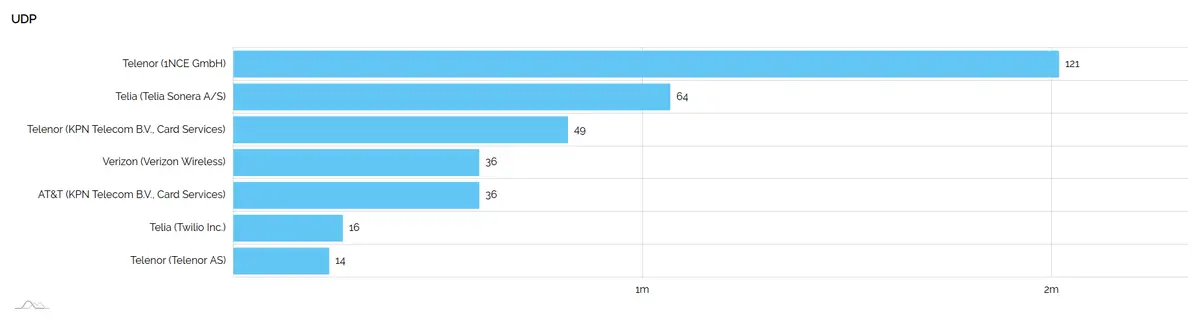 UDP
Telenor (1NCE GmbH)
121
Telia (Telia Sonera A/S)
64
Telenor (KPN Telecom B.V., Card Services)
49
Verizon (Verizon Wireless)
36
AT&T (KPN Telecom B.V., Card Services)
36
Telia (Twilio Inc.)
16
Telenor (Telenor AS)
14
1m
2m